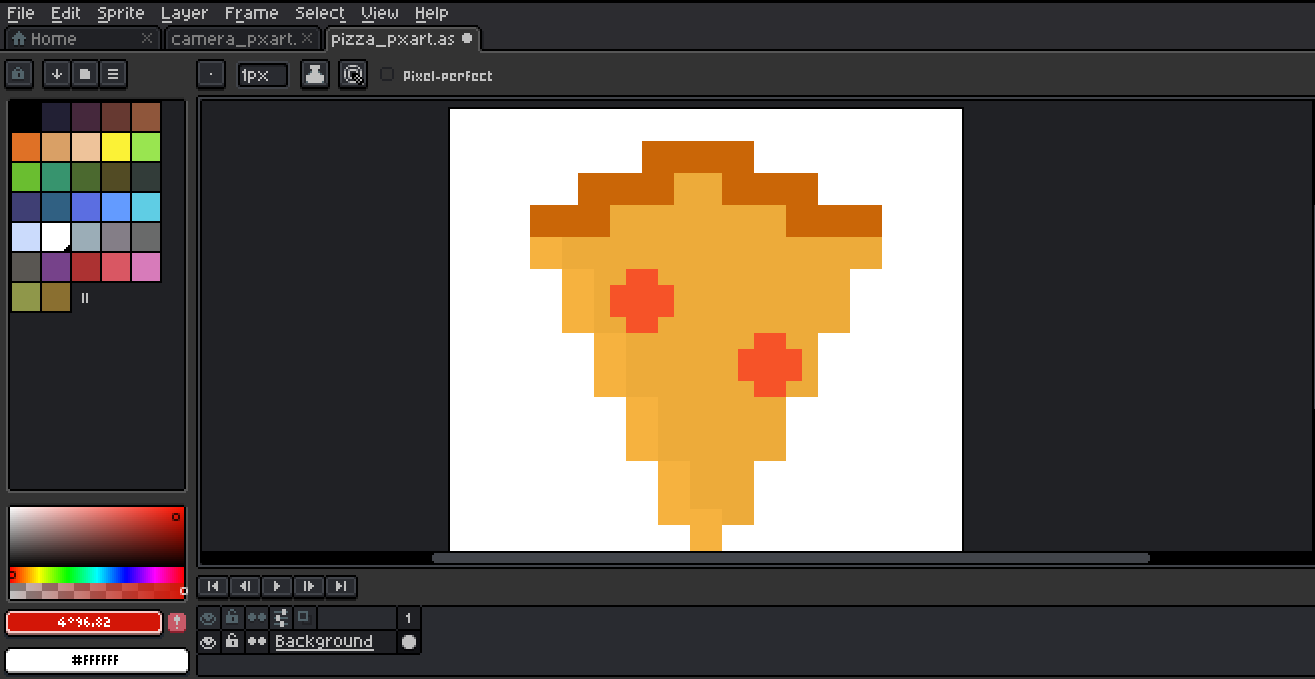 File Edit Sprite Layer Frame Select View Help
Home camera_pxart. pizza_pxart.as
1px Pixel-perfect
4°96.82
#FFFFFF
1
Background